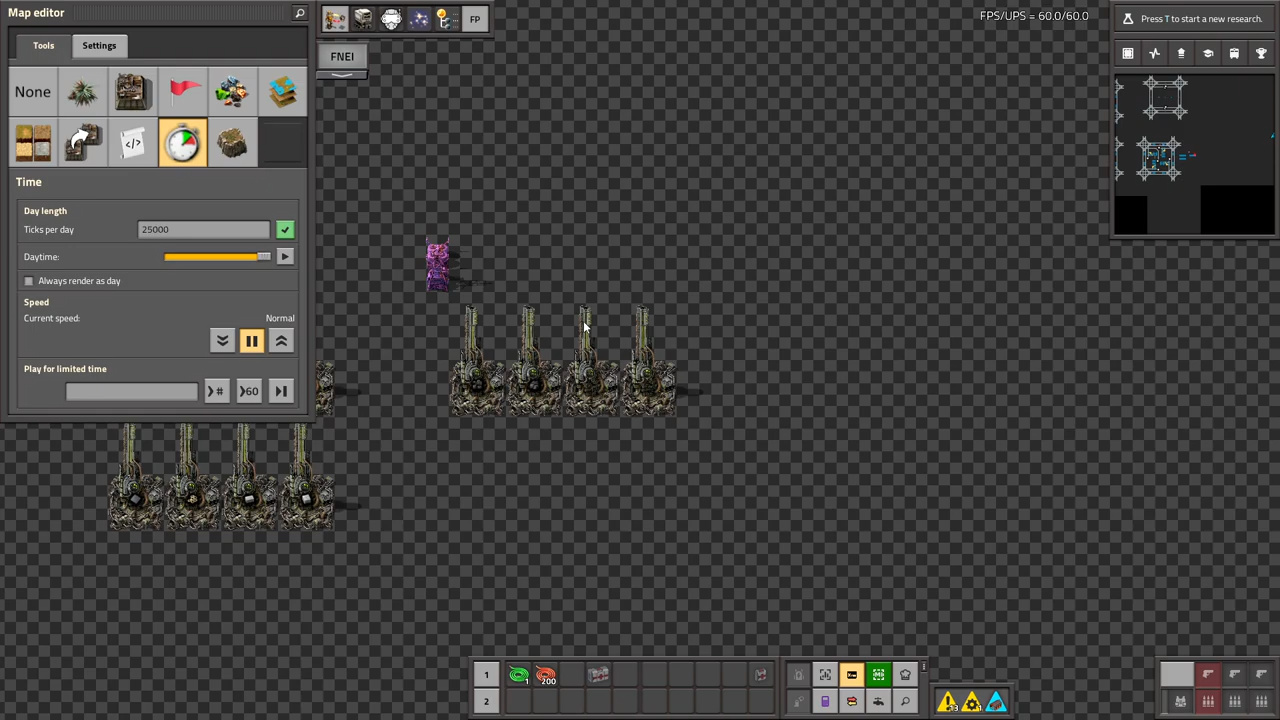 Map editor
FP
FPS/UPS = 60.0/60.0
Press T to start a new research.
Tools
Settings
FNEI
None
</>
Time
Day length
Ticks per day
25000
Daytime:
Always render as day
Speed
Current speed:
Normal
Play for limited time
#
60
1
1
200
2